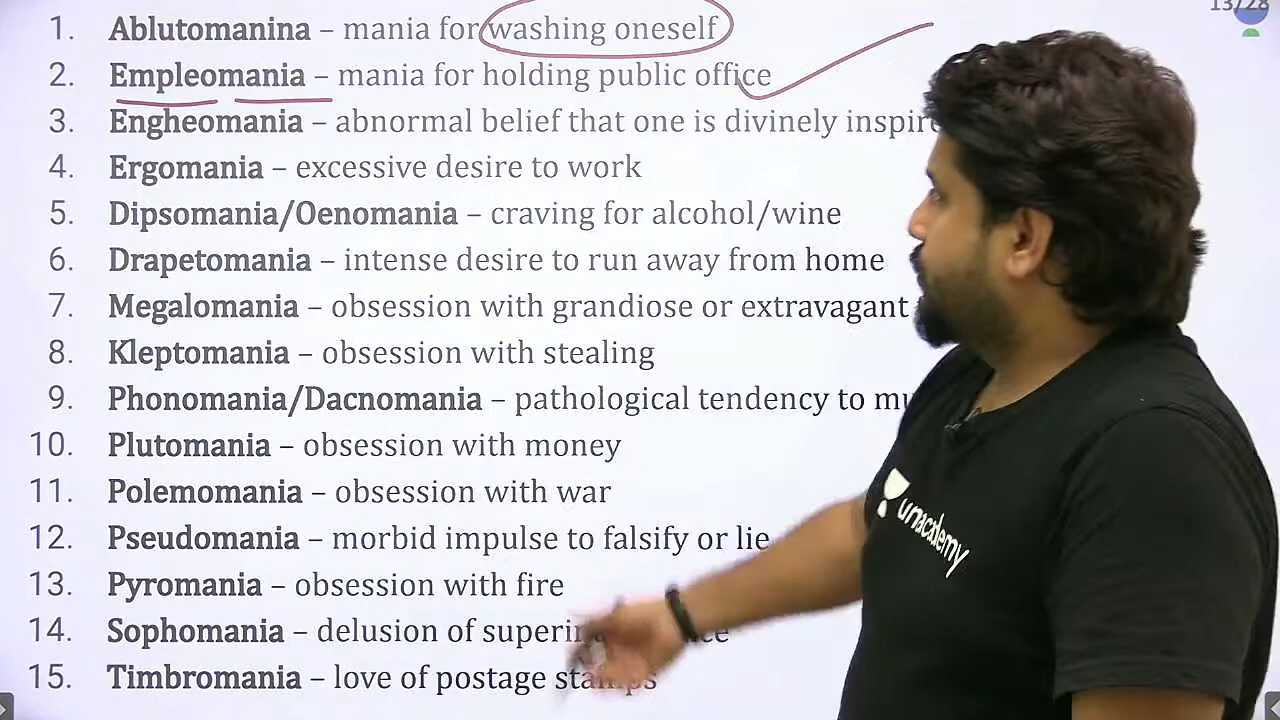 13/28
1. Ablutomanina – mania for washing oneself
2. Empleomania – mania for holding public office
3. Engheomania – abnormal belief that one is divinely
4. Ergomania – excessive desire to work
5. Dipsomania/Oenomania – craving for alcohol/wine
6. Drapetomania – intense desire to run away from home
7. Megalomania – obsession with grandiose or extravagant
8. Kleptomania – obsession with stealing
9. Phonomania/Dacnomania – pathological tendency to
10. Plutomania – obsession with money
11. Polemomania – obsession with war
12. Pseudomania – morbid impulse to falsify or lie
13. Pyromania – obsession with fire
14. Sophomania – delusion of
15. Timbromania – love of postage stamps
unacademy